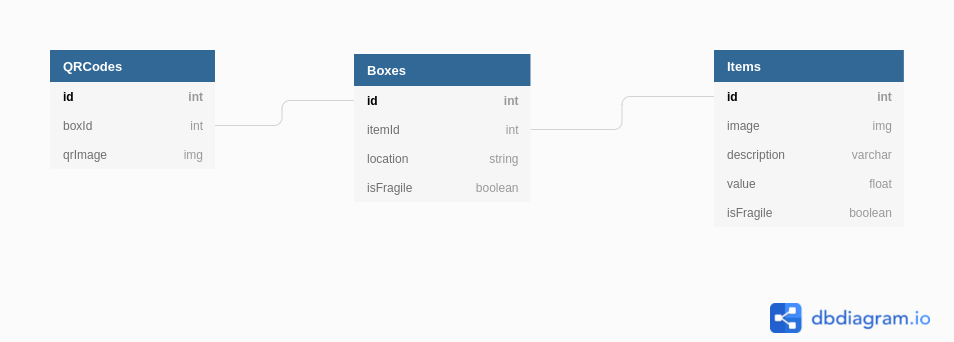 QRCodes
id int
boxId int
qrImage img
Boxes
id int
itemId int
location string
isFragile boolean
Items
id int
image img
description varchar
value float
isFragile boolean
dbdiagram.io